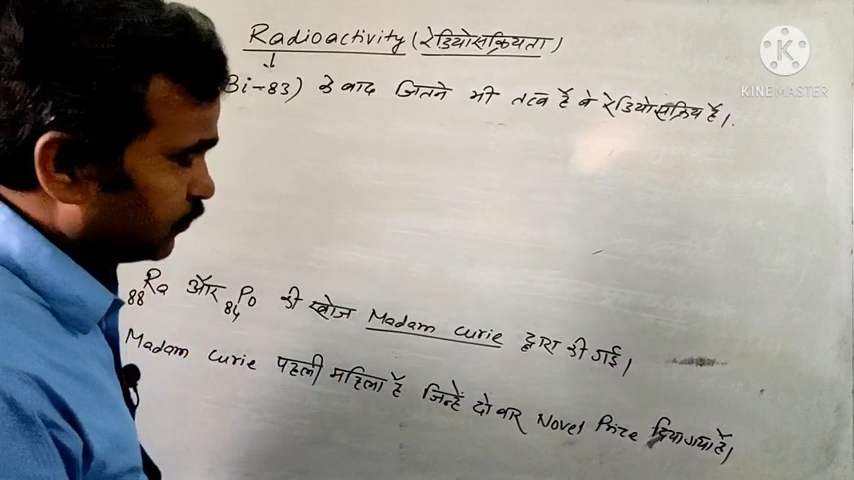 Radioactivity (रेडियोसक्रियता)
Bi-83) के बाद जितने भी तत्व हैं वे रेडियोसक्रिय हैं।
KINEMASTER
88Ra और 84Po की खोज Madam Curie द्वारा की गई।
Madam Curie पहली महिला हैं जिन्हें दो बार Novel Prize दिया गया है।